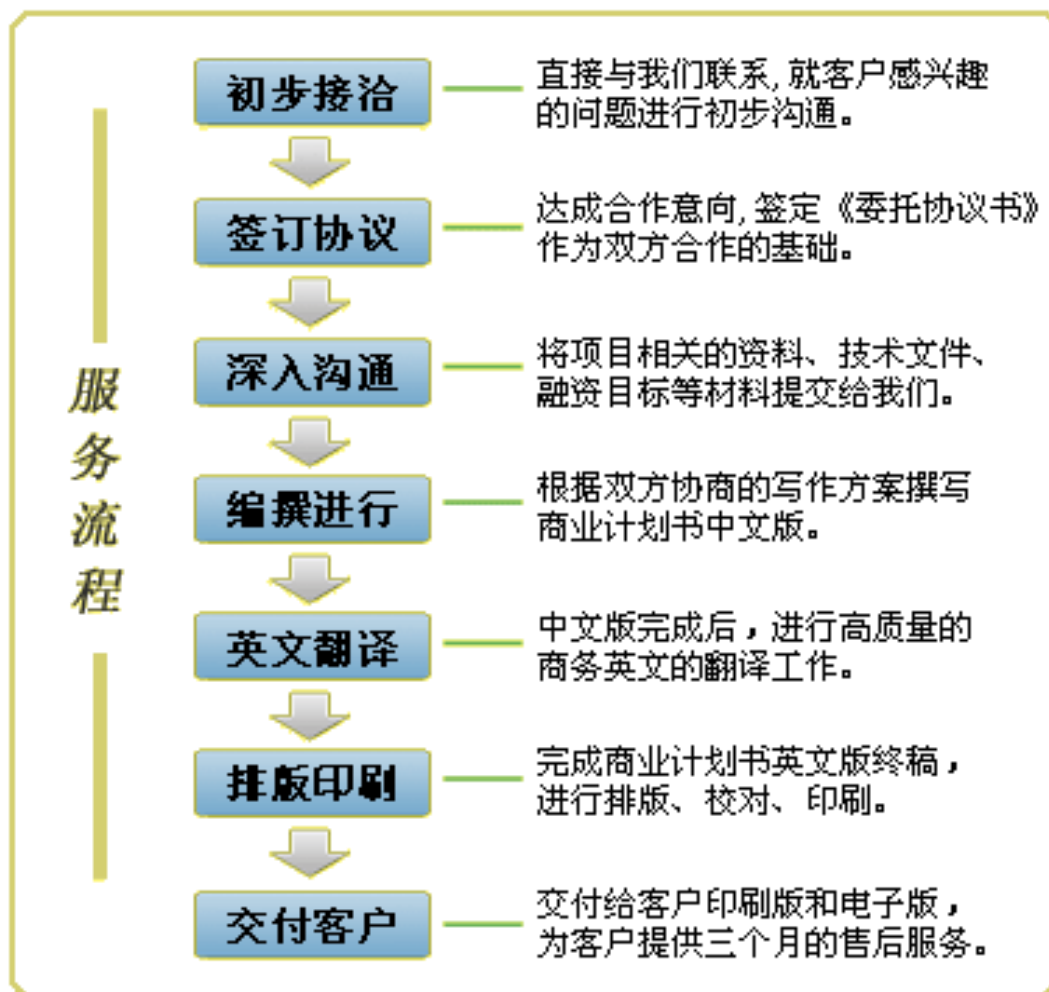 服务流程
初步接洽
直接与我们联系,就客户感兴趣
的问题进行初步沟通。
签订协议
达成合作意向,签定《委托协议书》
作为双方合作的基础。
深入沟通
将项目相关的资料、技术文件、
融资目标等材料提交给我们。
编撰进行
根据双方协商的写作方案撰写
商业计划书中文版。
英文翻译
中文版完成后，进行高质量的
商务英文的翻译工作。
排版印刷
完成商业计划书英文版终稿，
进行排版、校对、印刷。
交付客户
交付给客户印刷版和电子版，
为客户提供三个月的售后服务。